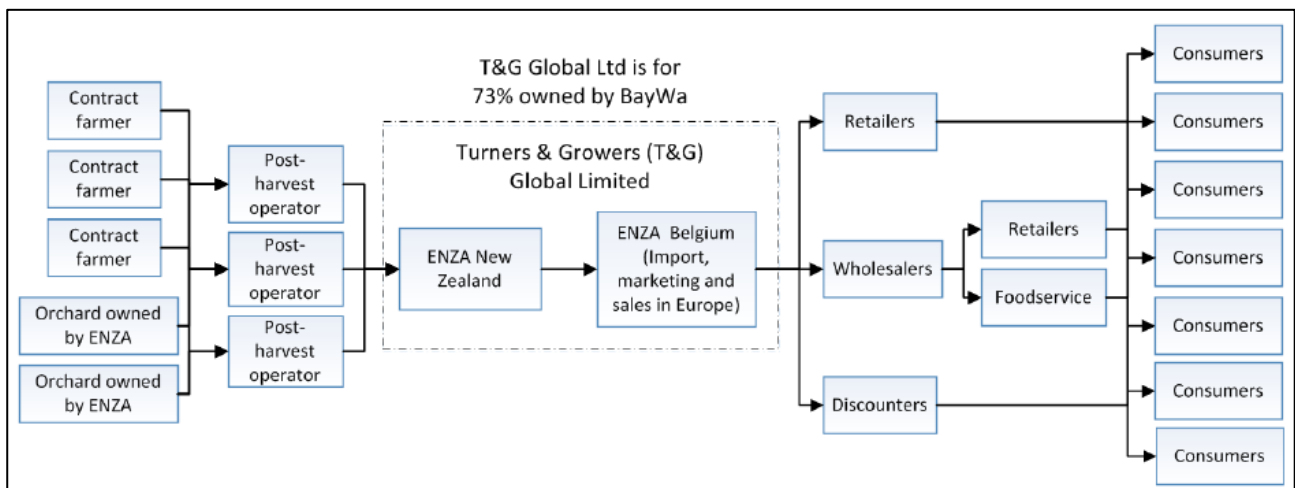 Contract
farmer
Contract
farmer
Contract
farmer
Orchard owned
by ENZA
Orchard owned
by ENZA
Post-
harvest
operator
Post-
harvest
operator
Post-
harvest
operator
T&G Global Ltd is for
73% owned by BayWa
Turners & Growers (T&G)
Global Limited
ENZA New
Zealand
ENZA Belgium
(Import,
marketing and
sales in Europe)
Retailers
Wholesalers
Discounters
Retailers
Foodservice
Consumers
Consumers
Consumers
Consumers
Consumers
Consumers
Consumers